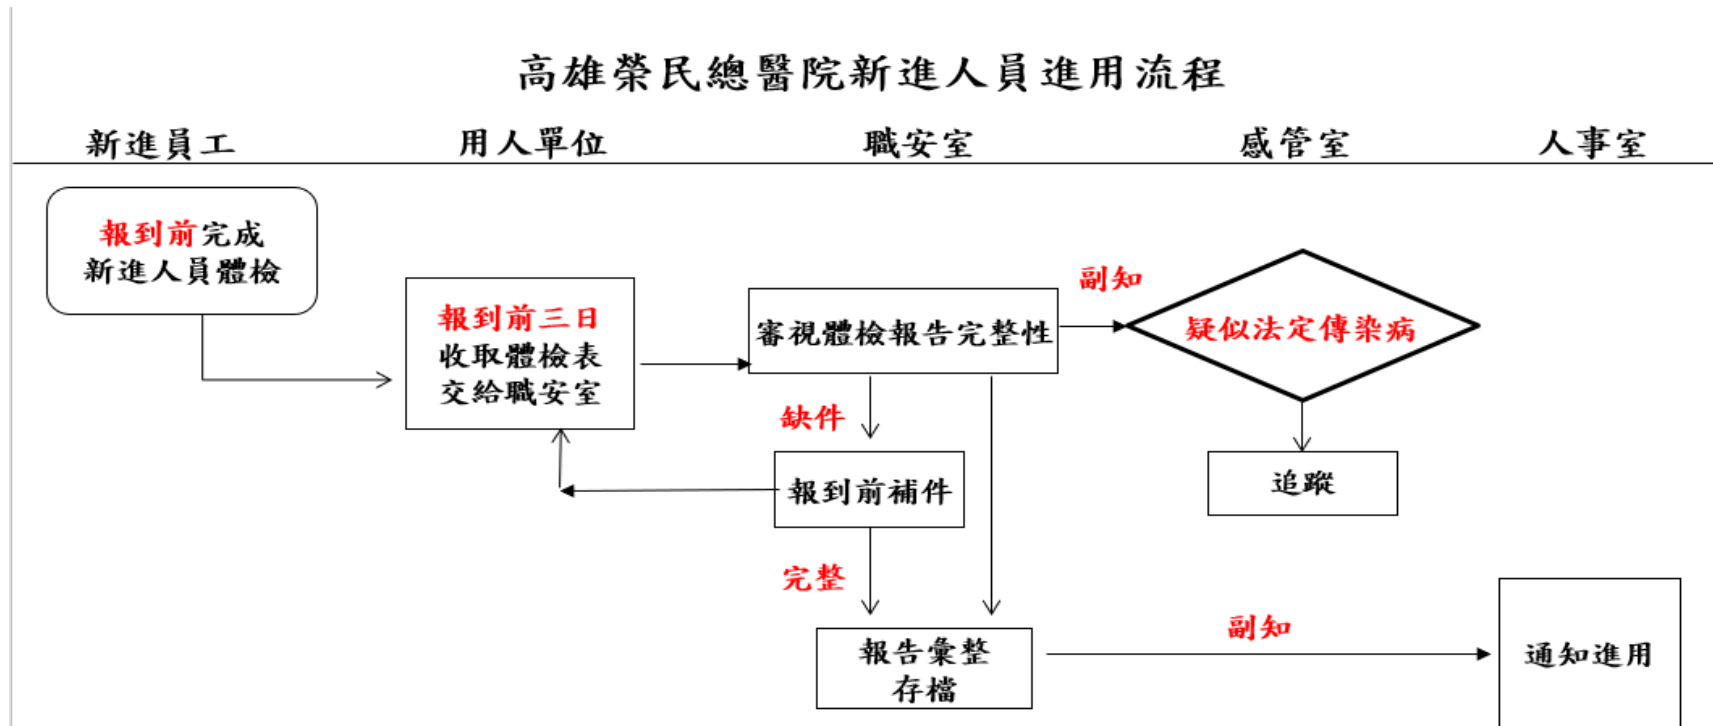 高雄榮民總醫院新進人員進用流程
新進員工
用人單位
職安室
感管室
人事室
報到前完成
新進人員體檢
報到前三日
收取體檢表
交給職安室
審視體檢報告完整性
副知
疑似法定傳染病
缺件
報到前補件
追蹤
完整
報告彙整
存檔
副知
通知進用